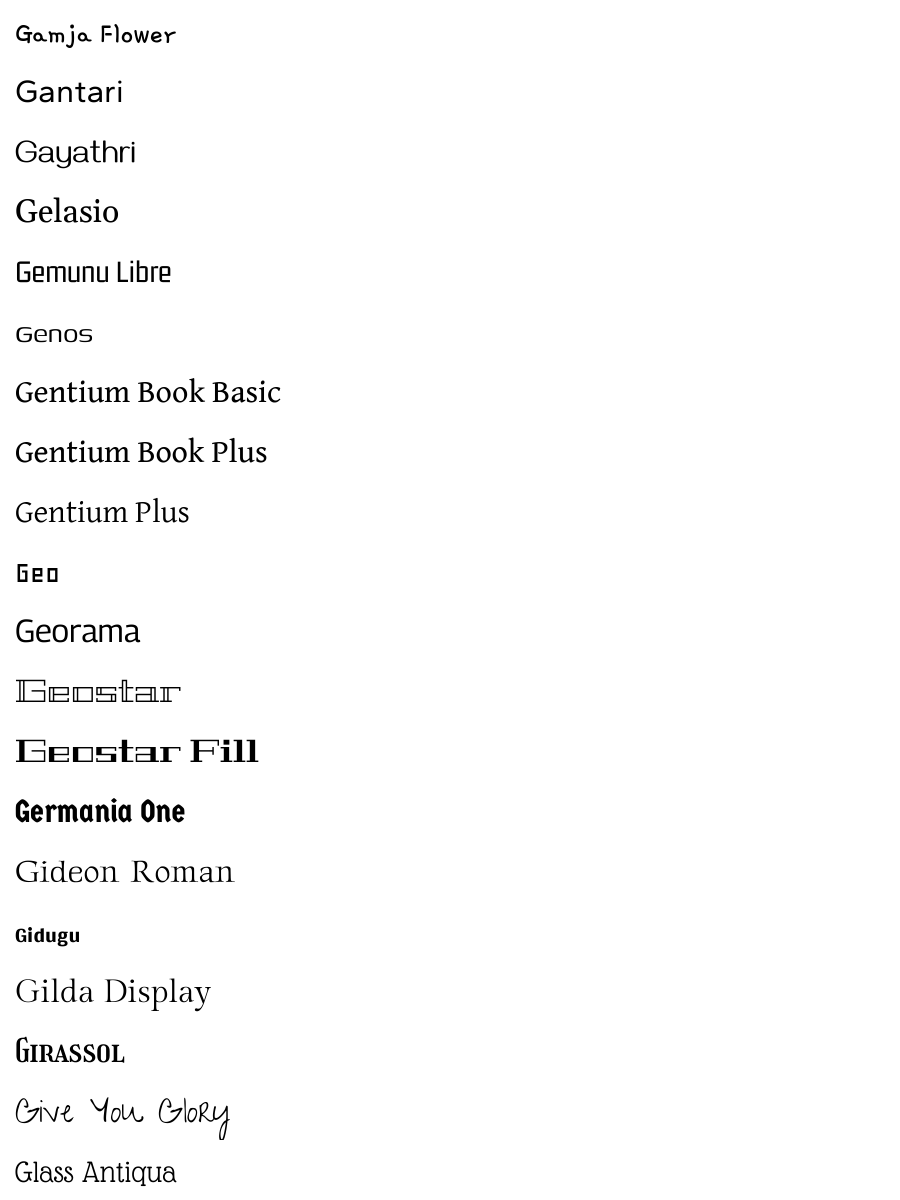 Gamja Flower
Gantari
Gayathri
Gelasio
Gemunu Libre
Genos
Gentium Book Basic
Gentium Book Plus
Gentium Plus
Geo
Georama
Geostar
Geostar Fill
Germania One
Gideon Roman
Gidugu
Gilda Display
Girassol
Give You Glory
Glass Antiqua